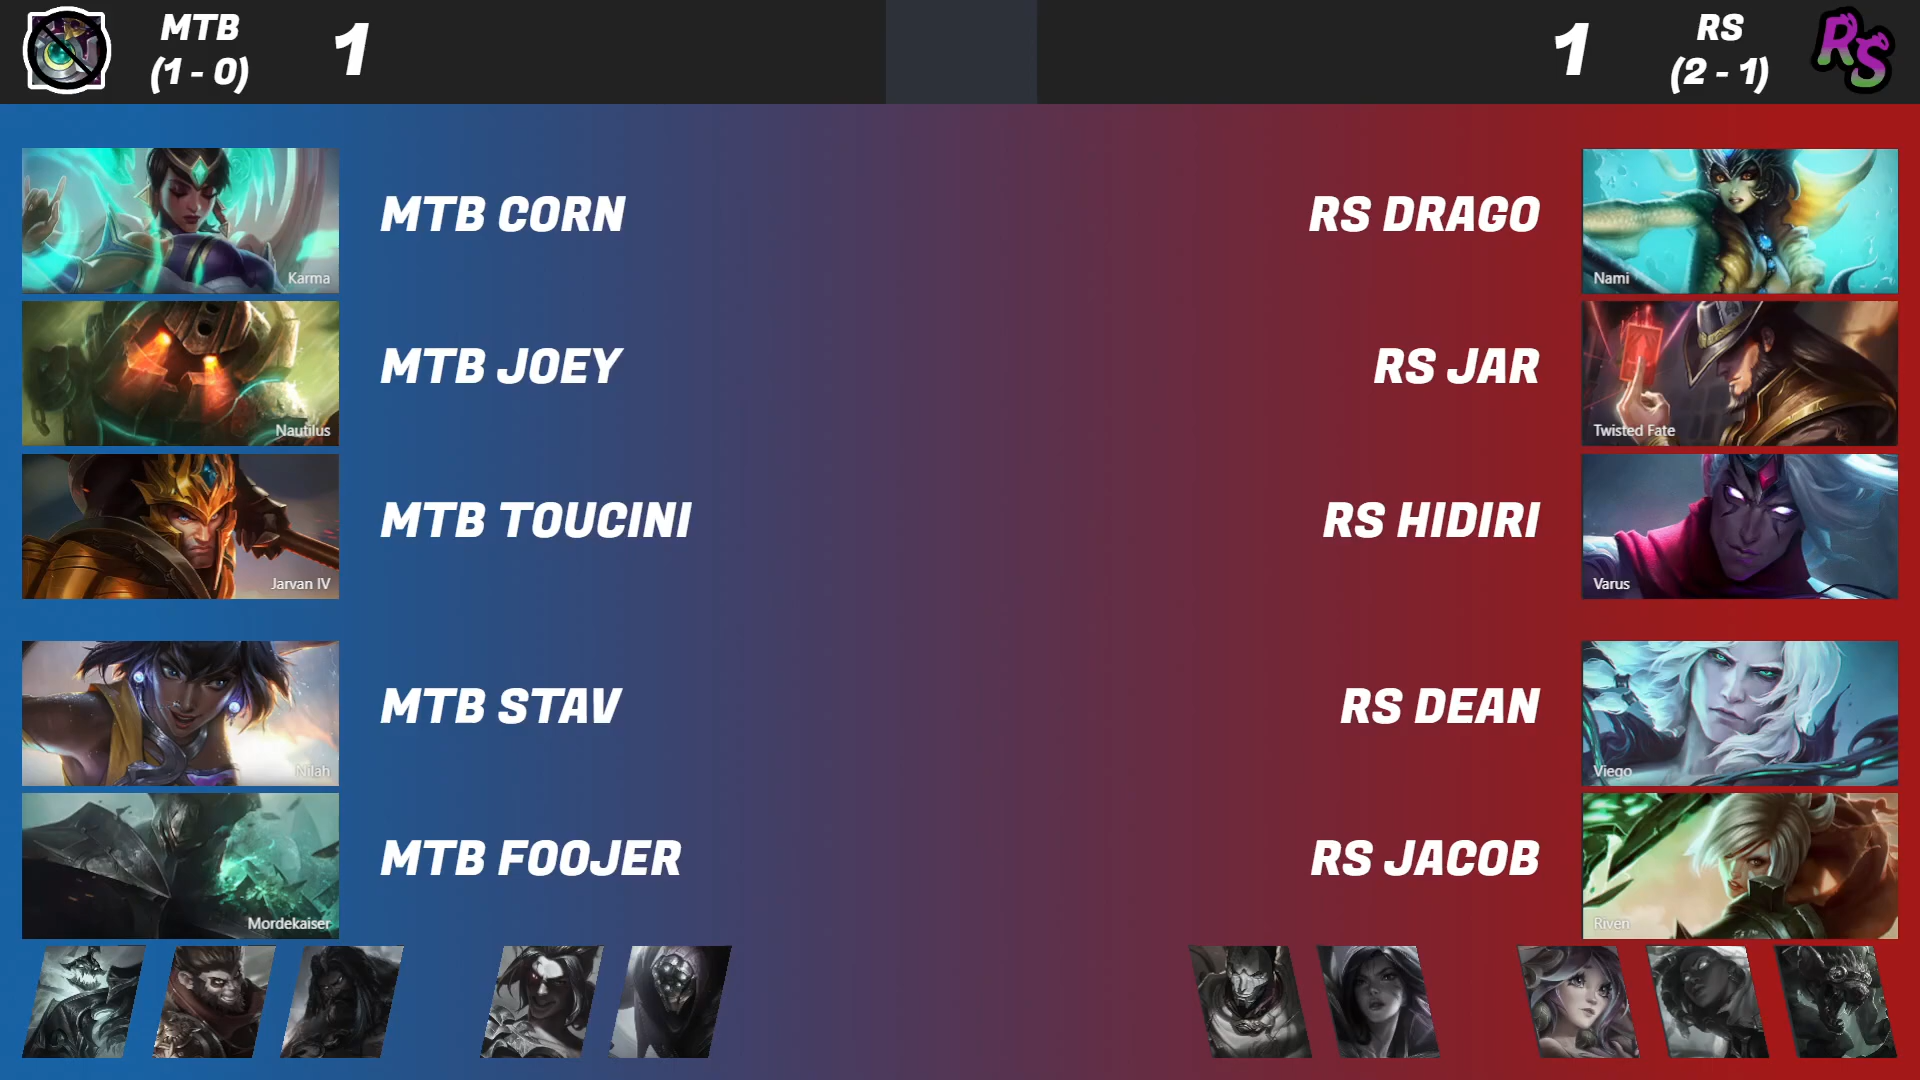 MTB
(1 - 0)
1
1
RS
(2 - 1)
RS
Karma
MTB CORN
RS DRAGO
Nami
Nautilus
MTB JOEY
RS JAR
Twisted Fate
Jarvan IV
MTB TOUCINI
RS HIDIRI
Varus
Nilah
MTB STAV
RS DEAN
Viego
Mordekaiser
MTB FOOJER
RS JACOB
Riven